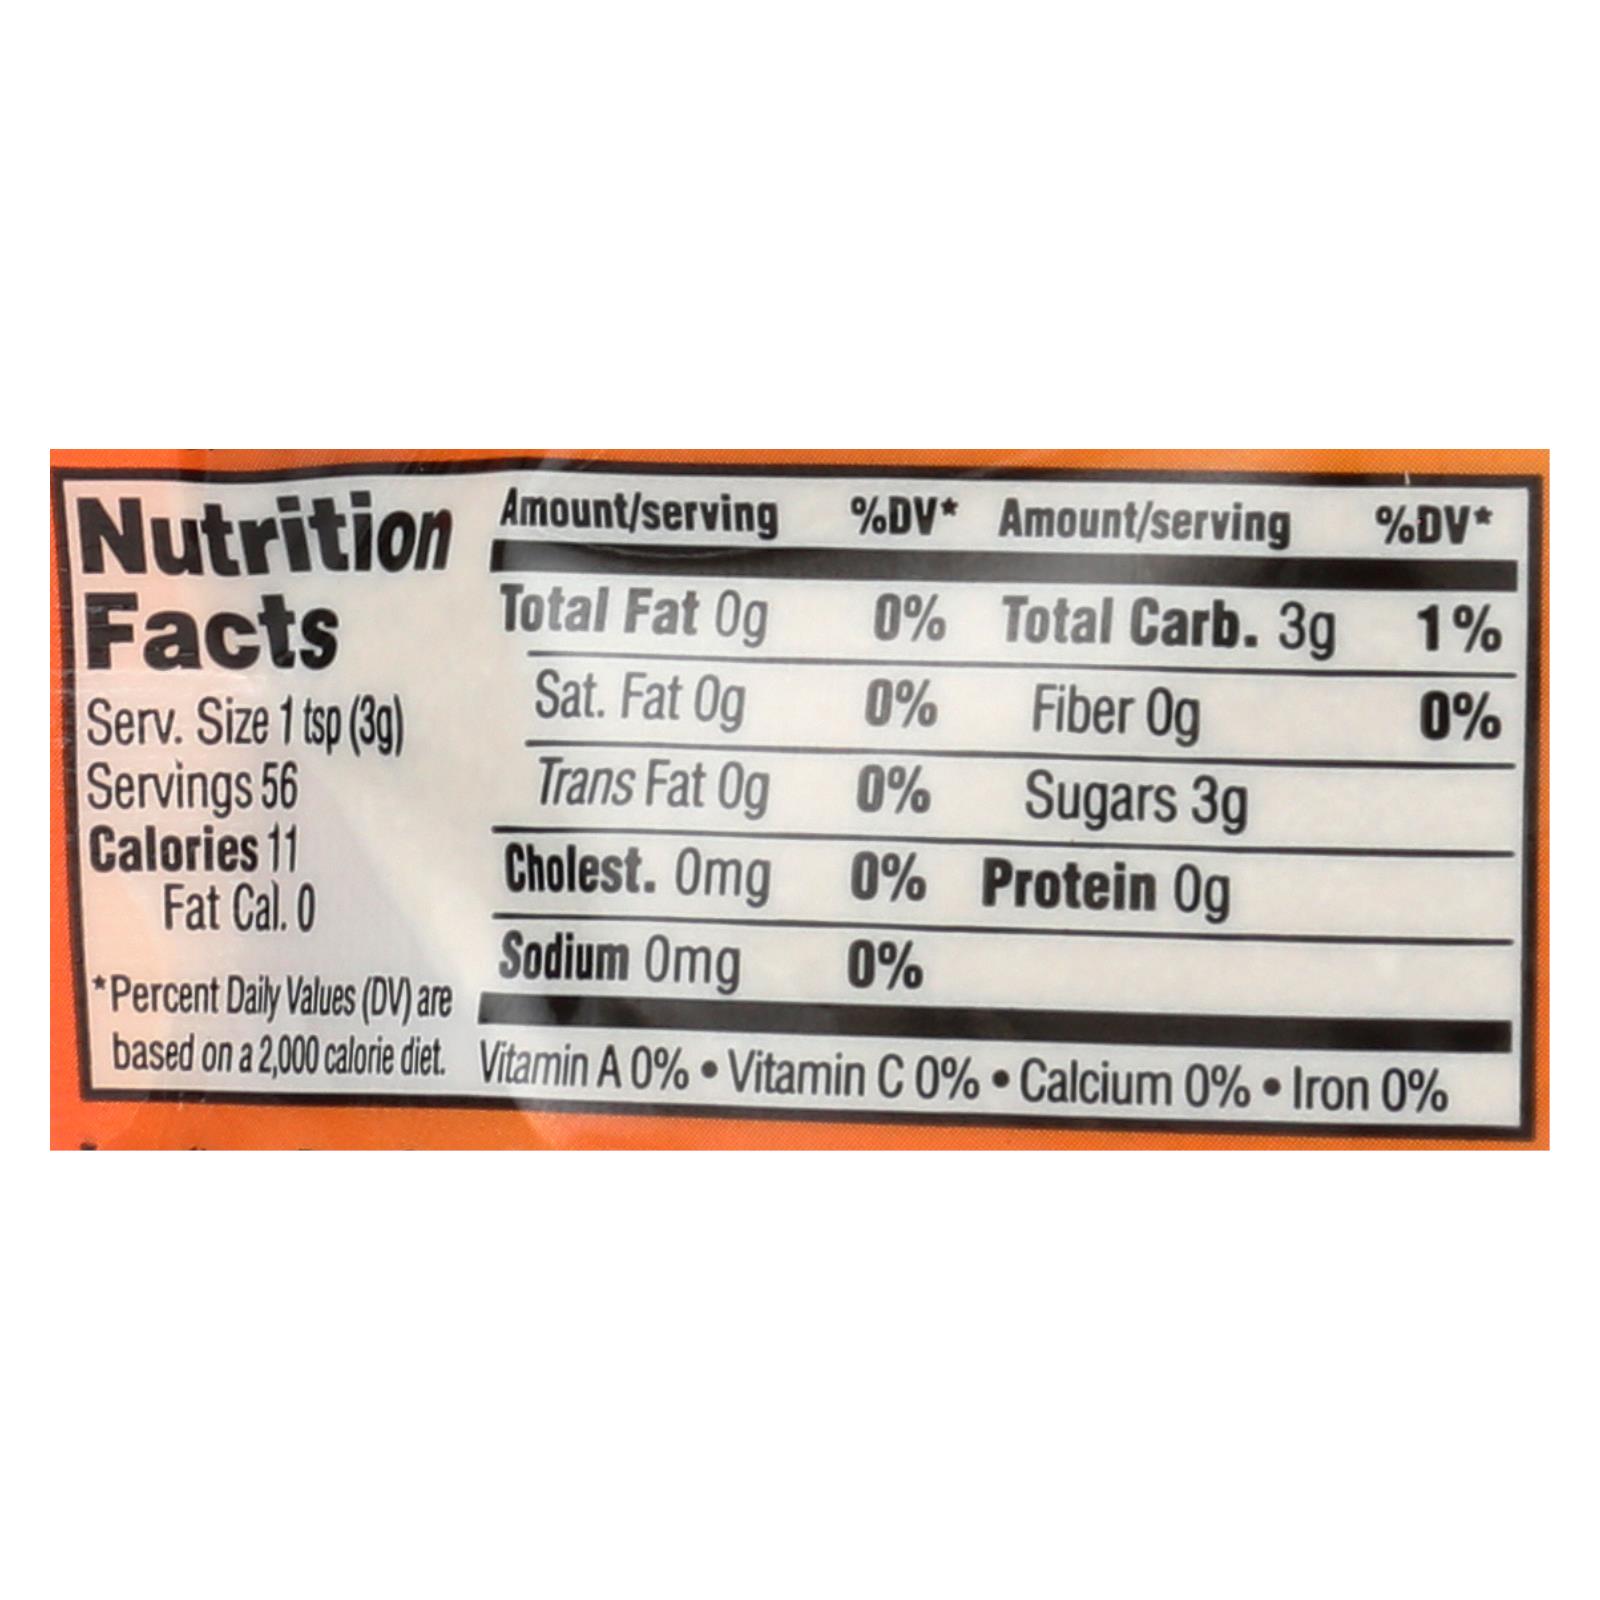 Nutrition
Facts
Serv. Size 1 tsp (3g)
Servings 56
Calories 11
Fat Cal. 0
*Percent Daily Values (DV) are
based on a 2,000 calorie diet.
Amount/serving %DV* Amount/serving %DV*
Total Fat 0g 0% Total Carb. 3g 1%
Sat. Fat 0g 0% Fiber 0g 0%
Trans Fat 0g 0% Sugars 3g
Cholest. 0mg 0% Protein 0g
Sodium 0mg 0%
Vitamin A 0% • Vitamin C 0% • Calcium 0% • Iron 0%